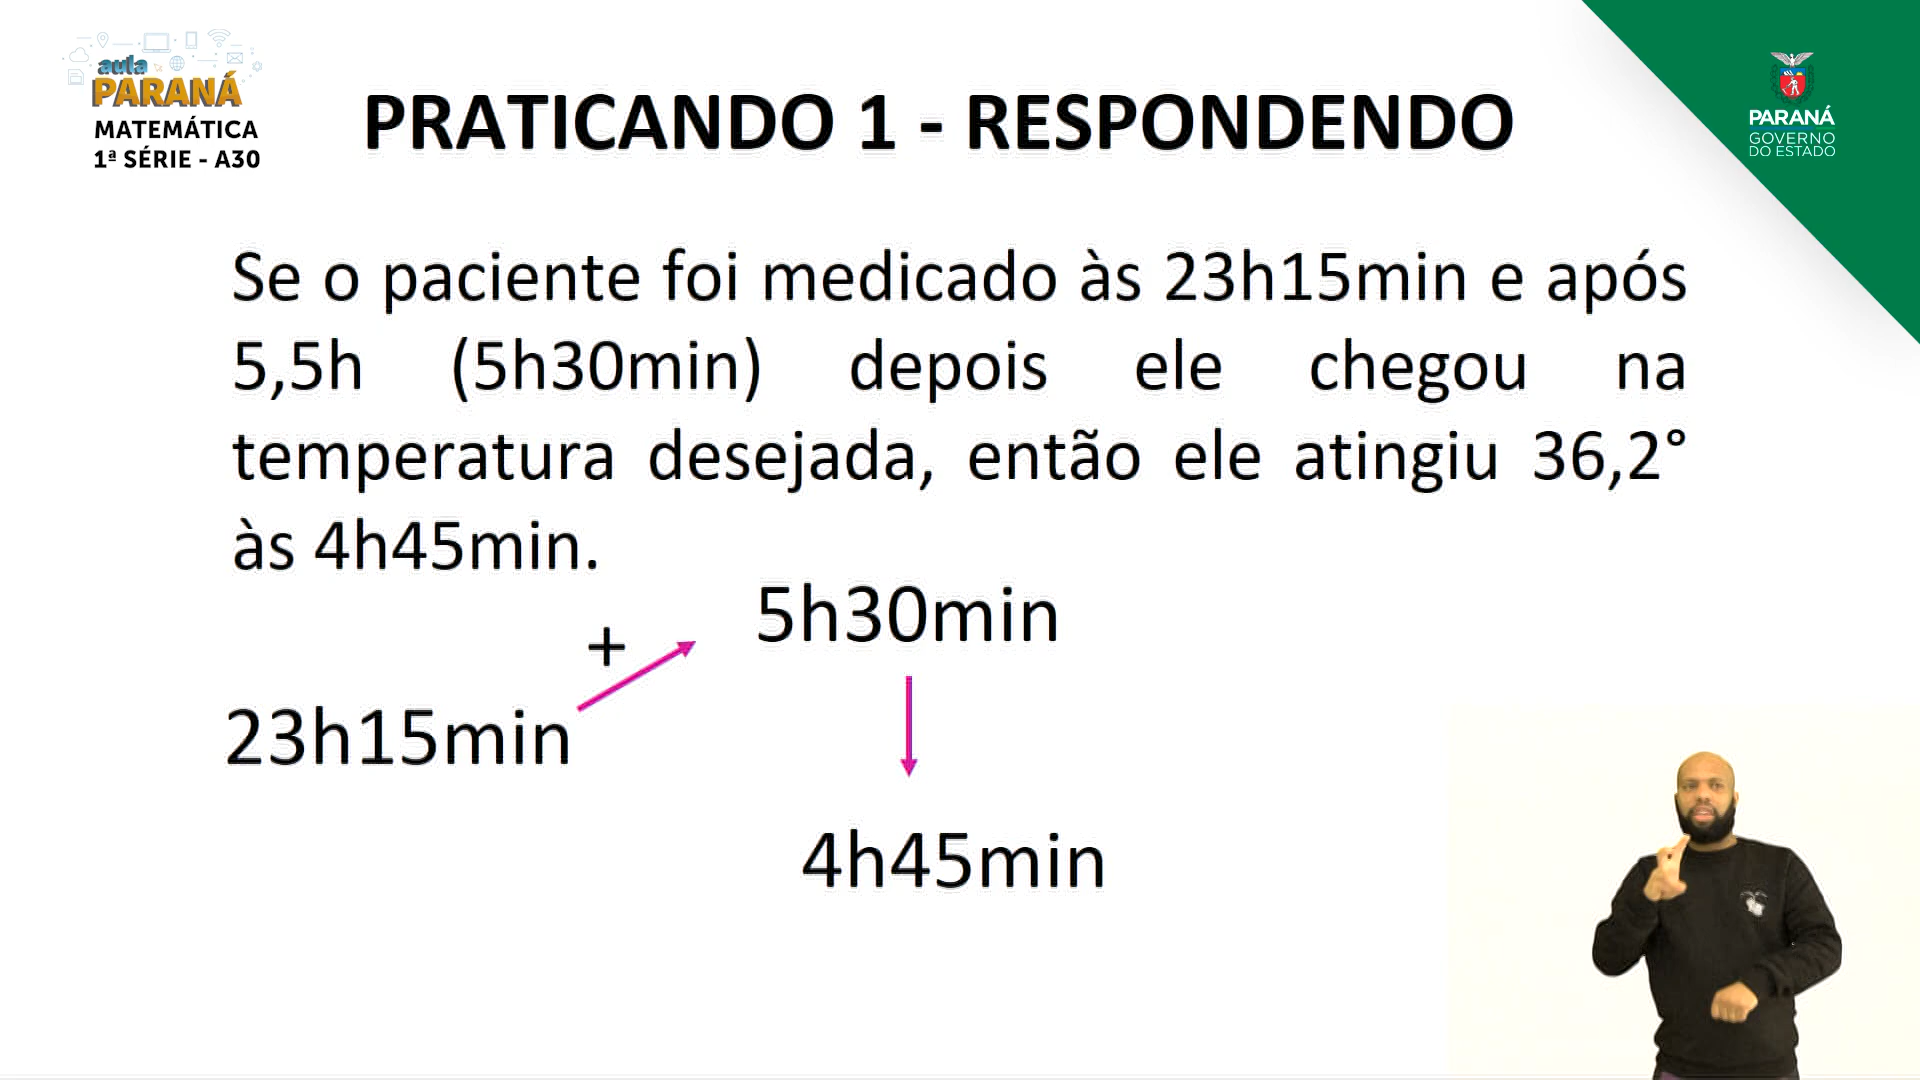 aula
PARANÁ
MATEMÁTICA
1ª SÉRIE - A30
PRATICANDO 1 - RESPONDENDO
PARANÁ
GOVERNO
DO ESTADO
Se o paciente foi medicado às 23h15min e após
5,5h (5h30min) depois ele chegou na
temperatura desejada, então ele atingiu 36,2°
às 4h45min.
5h30min
+
23h15min
4h45min